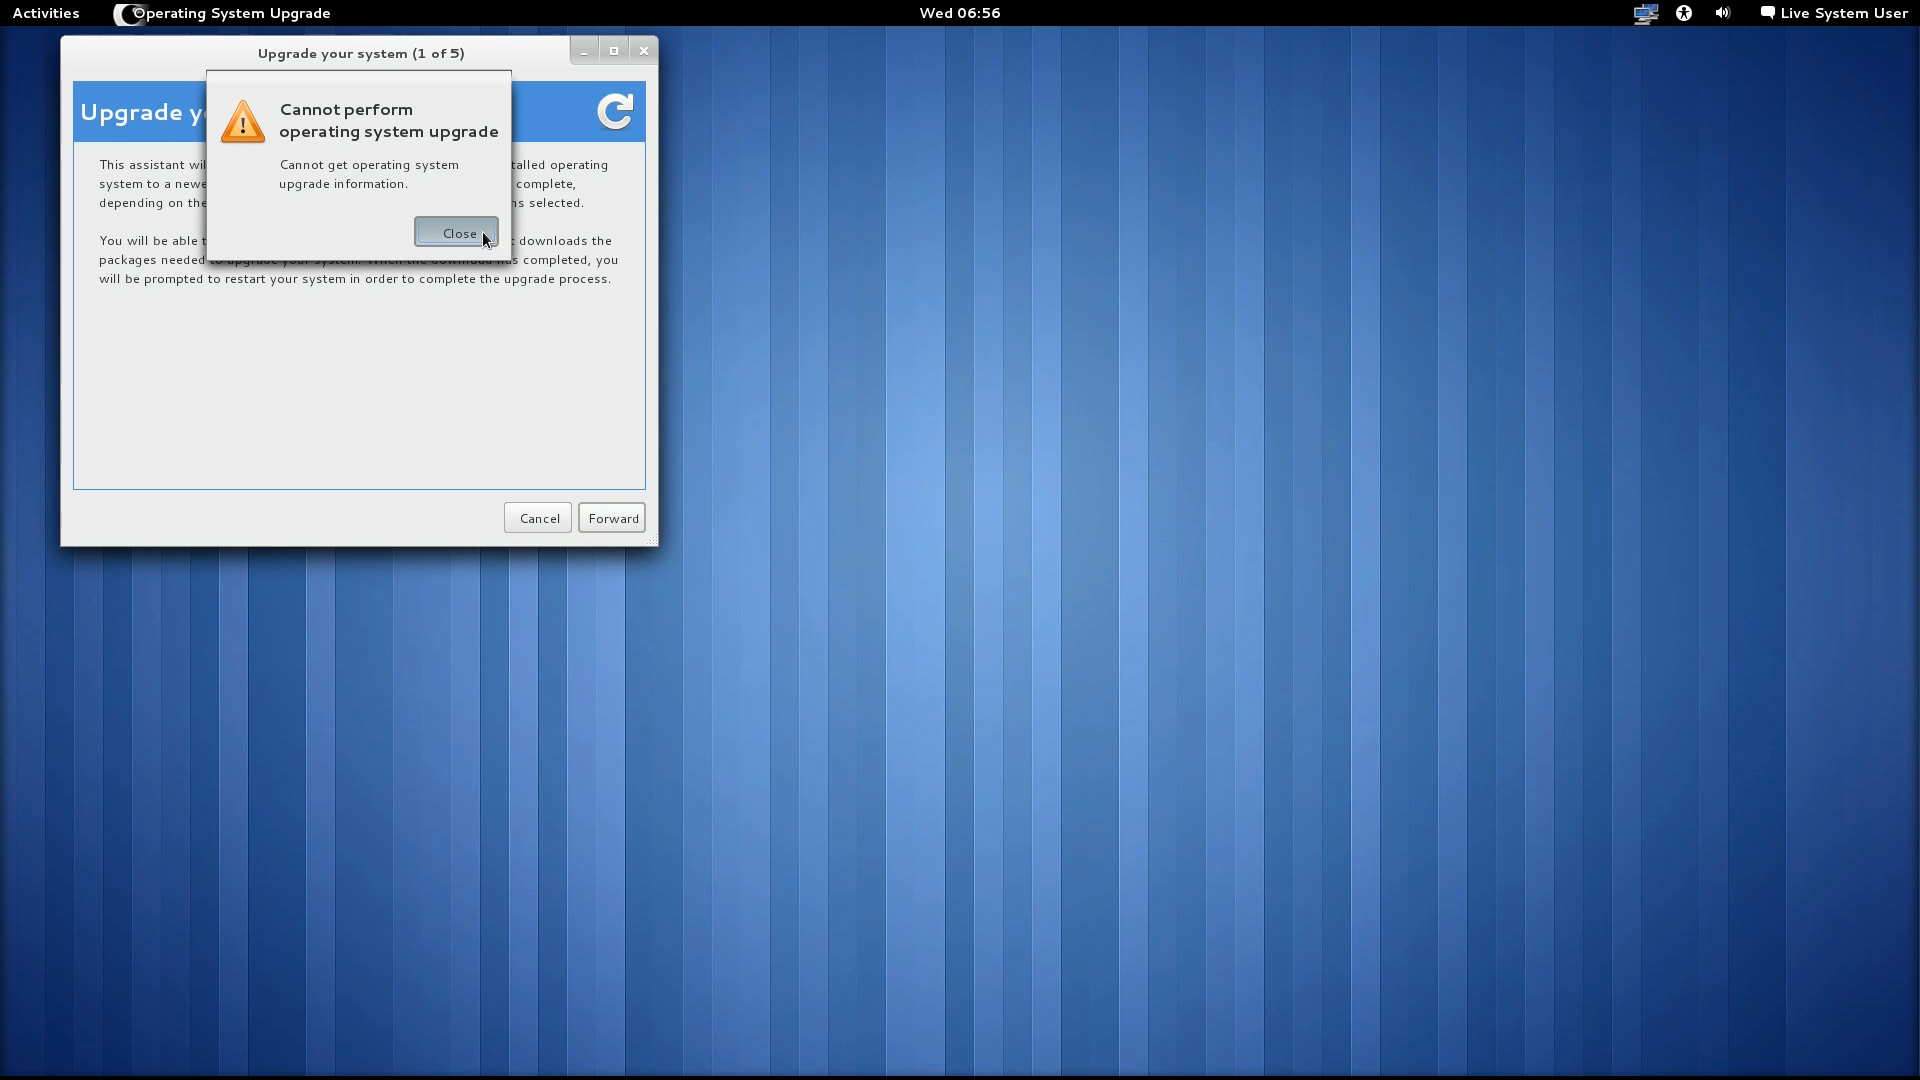 Activities
Operating System Upgrade
Wed 06:56
Live System User
Upgrade your system (1 of 5)
Upgrade
Cannot perform
operating system upgrade
Cannot get operating system
upgrade information.
Close
This assistant
talled operating
system to a newe
complete,
depending on the
ns selected.
You will be able
downloads the
packages needed to upgrade your system. When the download has completed, you
will be prompted to restart your system in order to complete the upgrade process.
Cancel
Forward